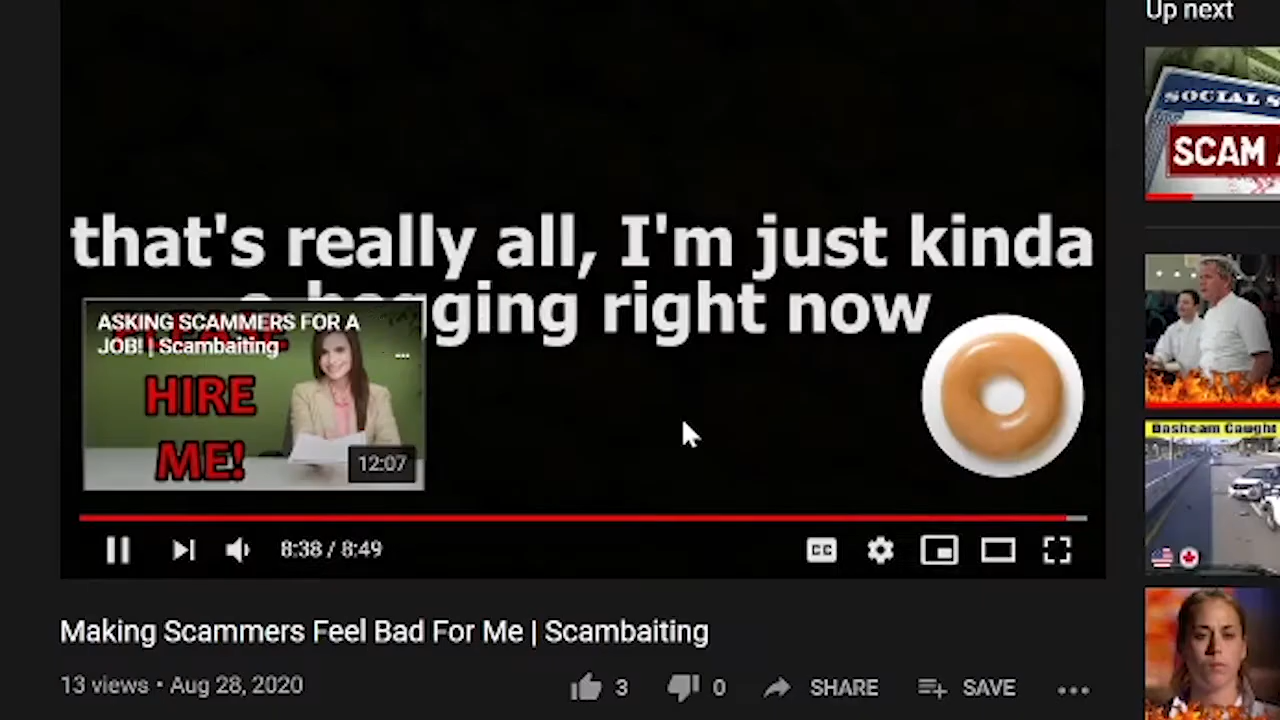 Up next
SOCIAL
SCAM
that's really all, I'm just kinda
gging right now
ASKING SCAMMERS FOR A
JOB! | Scambaiting
HIRE
ME!
12:07
Dashcam Caught
8:38 / 8:49
CC
Making Scammers Feel Bad For Me | Scambaiting
13 views • Aug 28, 2020
3
0
SHARE
SAVE